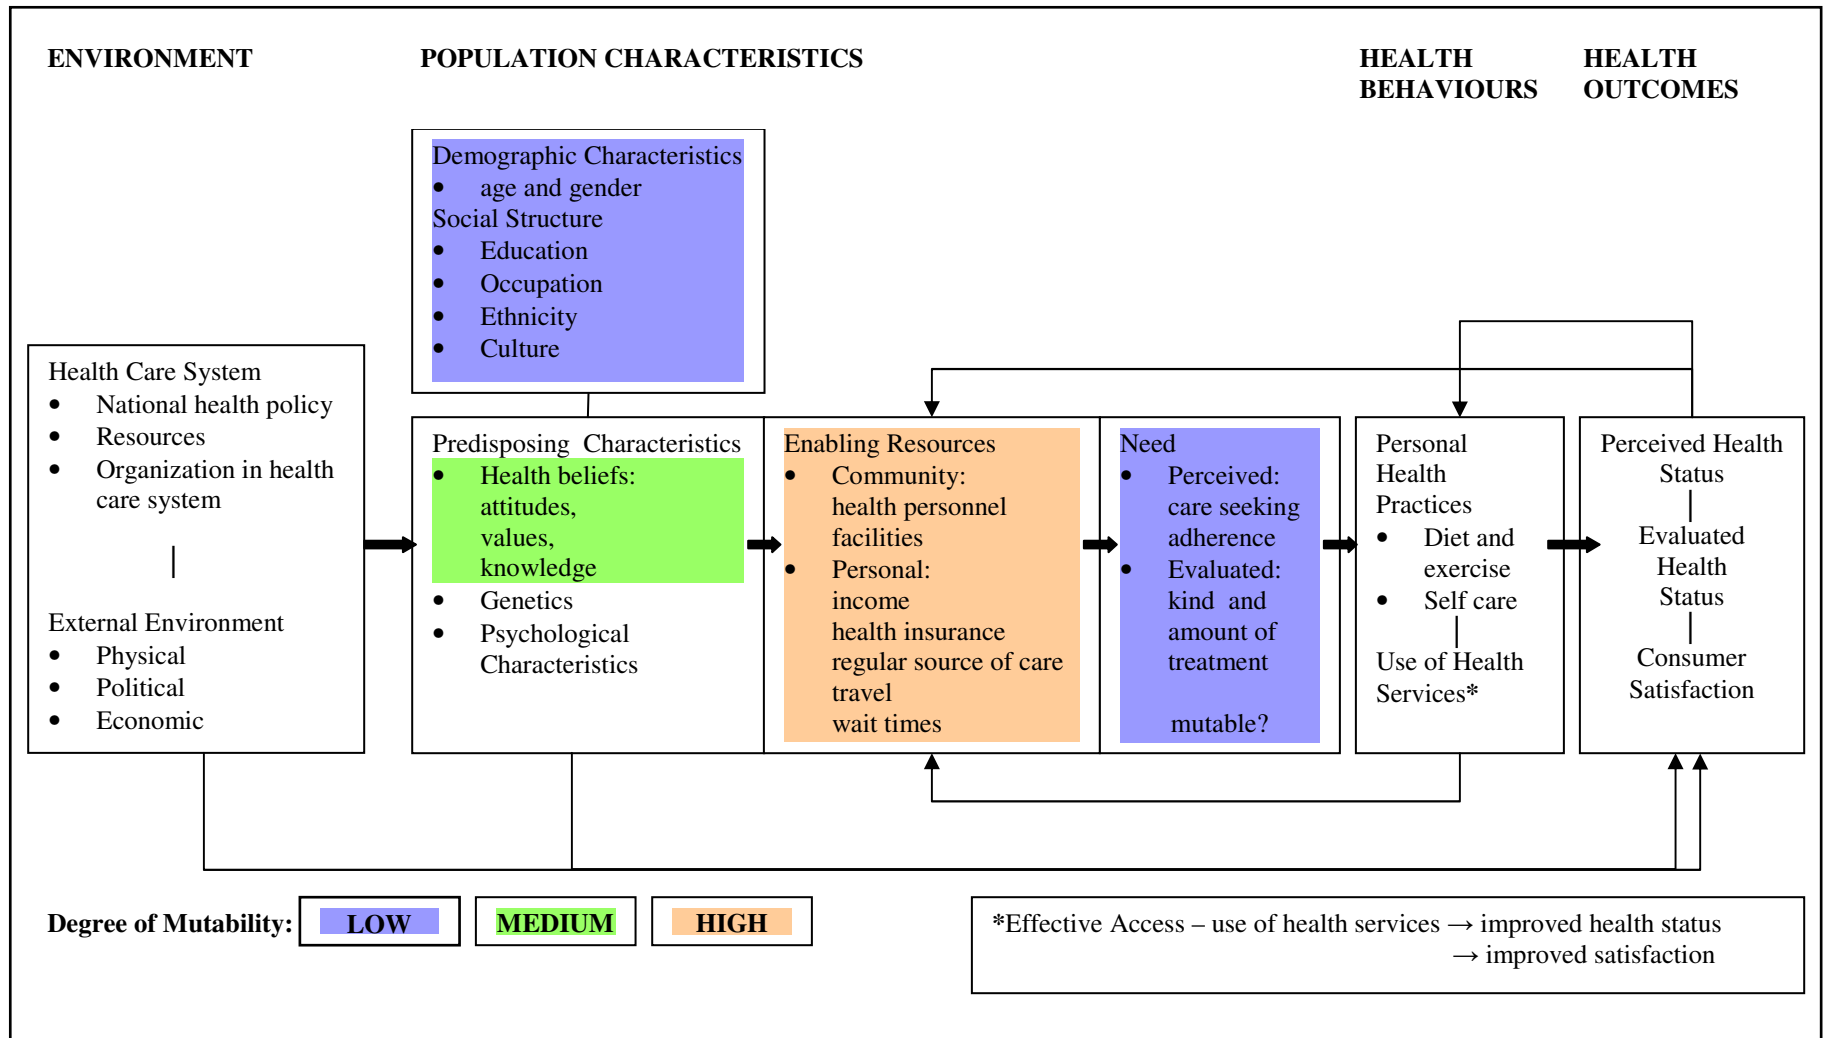 ENVIRONMENT
POPULATION CHARACTERISTICS
HEALTH
BEHAVIOURS
HEALTH
OUTCOMES
Demographic Characteristics
• age and gender
Social Structure
• Education
• Occupation
• Ethnicity
• Culture
Health Care System
• National health policy
• Resources
• Organization in health
care system
External Environment
• Physical
• Political
• Economic
Predisposing Characteristics
• Health beliefs:
attitudes,
values,
knowledge
• Genetics
• Psychological
Characteristics
Enabling Resources
• Community:
health personnel
facilities
• Personal:
income
health insurance
regular source of care
travel
wait times
Need
• Perceived:
care seeking
adherence
• Evaluated:
kind and
amount of
treatment
mutable?
Personal
Health
Practices
• Diet and
exercise
• Self care
Use of Health
Services*
Perceived Health
Status
Evaluated
Health
Status
Consumer
Satisfaction
Degree of Mutability:
LOW
MEDIUM
HIGH
*Effective Access – use of health services → improved health status
→ improved satisfaction